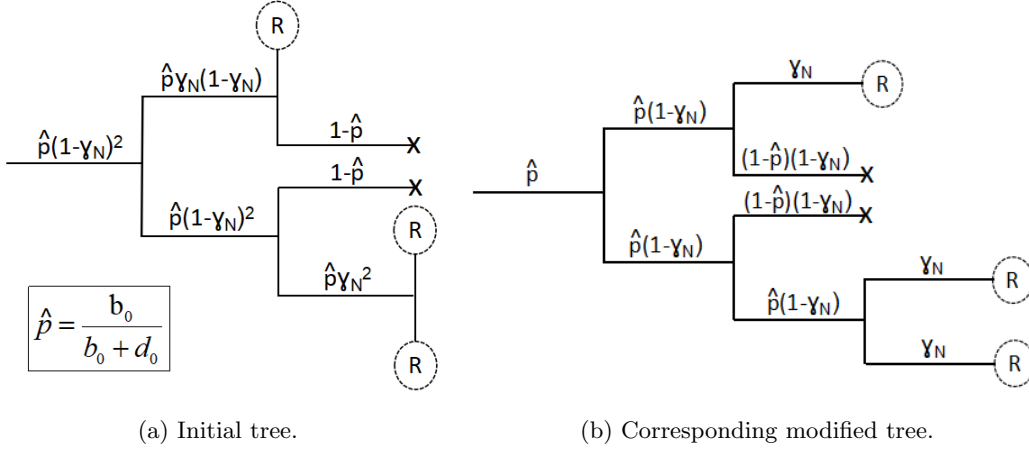 R
p̂γN(1-γN)
1-p̂
X
p̂(1-γN)²
1-p̂
X
p̂(1-γN)²
R
p̂γN²
R
p̂ = b₀ / (b₀ + d₀)
(a) Initial tree.
γN
R
p̂(1-γN)
(1-p̂)(1-γN)
X
p̂
(1-p̂)(1-γN)
X
p̂(1-γN)
γN
R
p̂(1-γN)
γN
R
(b) Corresponding modified tree.